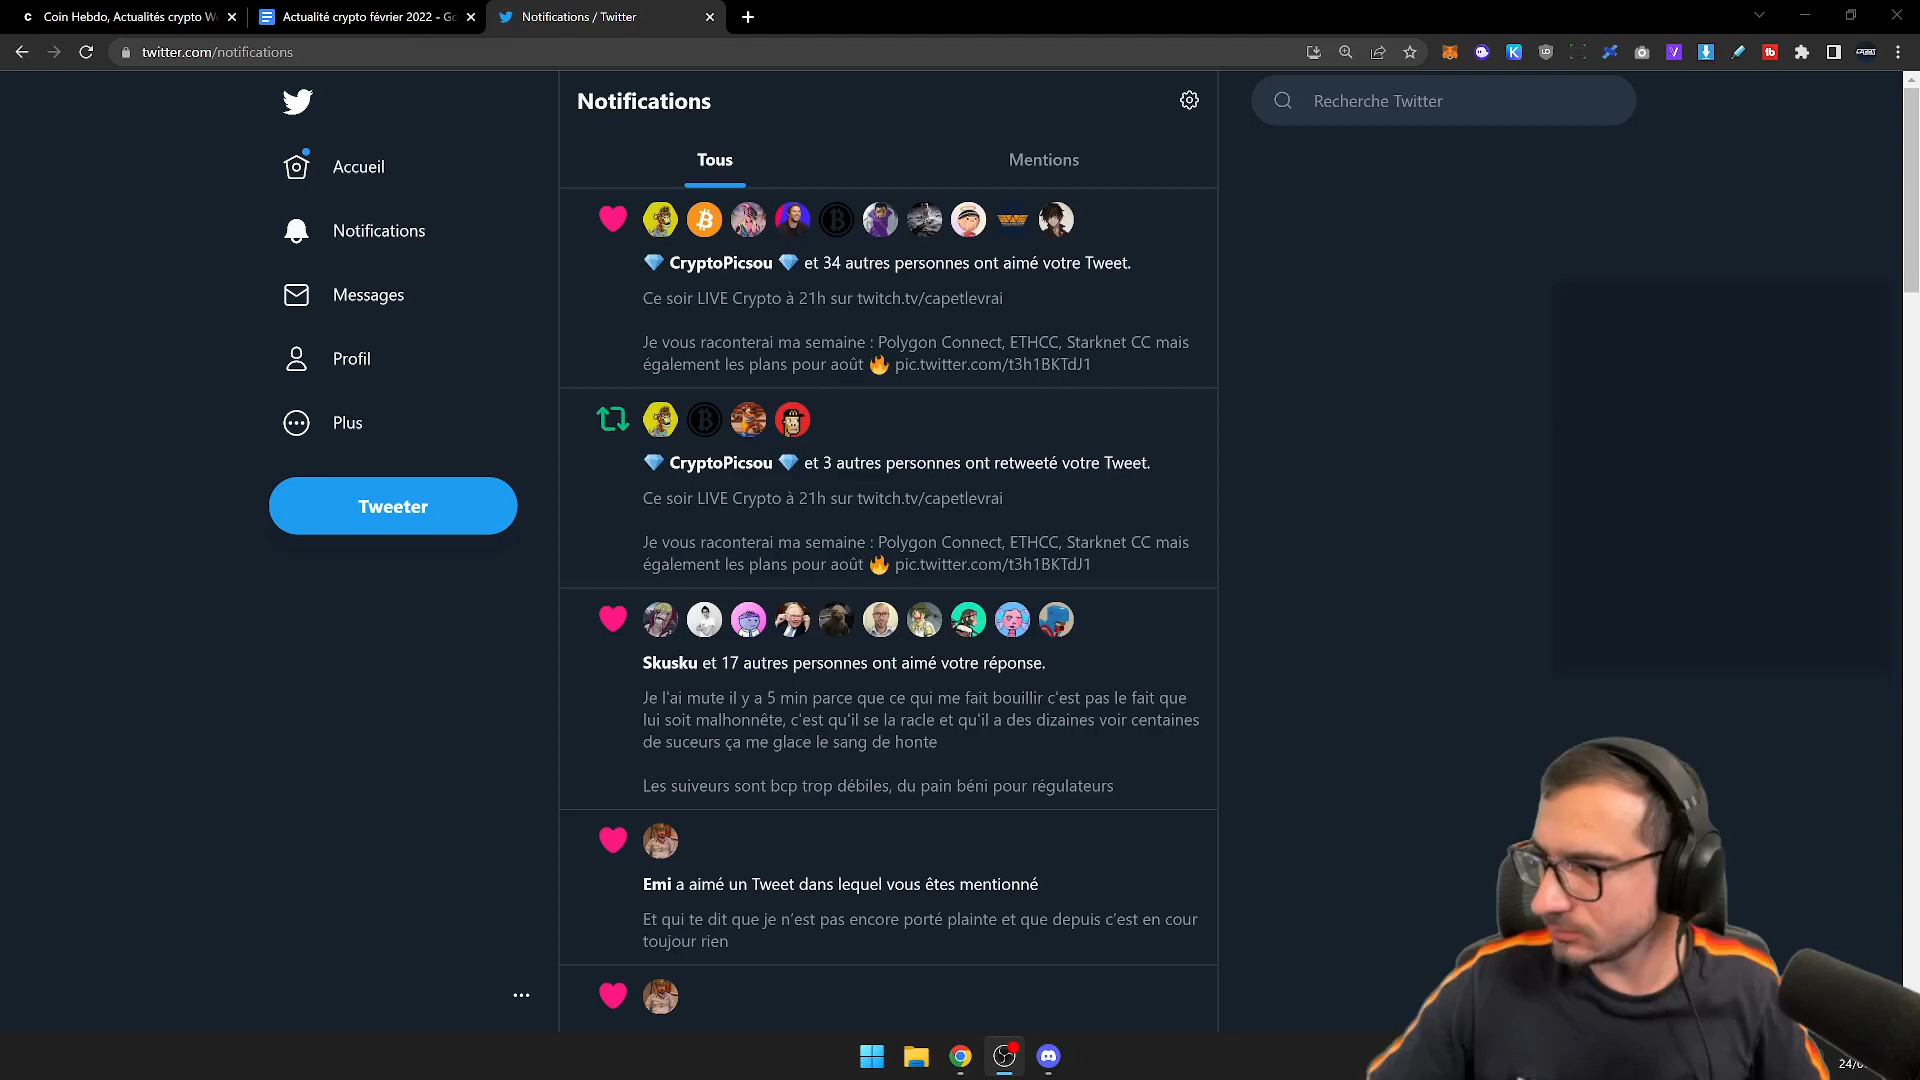 Coin Hebdo, Actualités crypto W
Actualité crypto février 2022 - Go
Notifications / Twitter
twitter.com/notifications
Notifications
Recherche Twitter
Tous
Mentions
Accueil
Notifications
Messages
Profil
Plus
Tweeter
💎 CryptoPicsou 💎 et 34 autres personnes ont aimé votre Tweet.
Ce soir LIVE Crypto à 21h sur twitch.tv/capetlevrai
Je vous raconterai ma semaine : Polygon Connect, ETHCC, Starknet CC mais
également les plans pour août 🔥 pic.twitter.com/t3h1BKTdJ1
💎 CryptoPicsou 💎 et 3 autres personnes ont retweeté votre Tweet.
Ce soir LIVE Crypto à 21h sur twitch.tv/capetlevrai
Je vous raconterai ma semaine : Polygon Connect, ETHCC, Starknet CC mais
également les plans pour août 🔥 pic.twitter.com/t3h1BKTdJ1
Skusku et 17 autres personnes ont aimé votre réponse.
Je l'ai mute il y a 5 min parce que ce qui me fait bouillir c'est pas le fait que
lui soit malhonnête, c'est qu'il se la racle et qu'il a des dizaines voir centaines
de suceurs ça me glace le sang de honte
Les suiveurs sont bcp trop débiles, du pain béni pour régulateurs
Emi a aimé un Tweet dans lequel vous êtes mentionné
Et qui te dit que je n’est pas encore porté plainte et que depuis c’est en cour
toujour rien
24/0